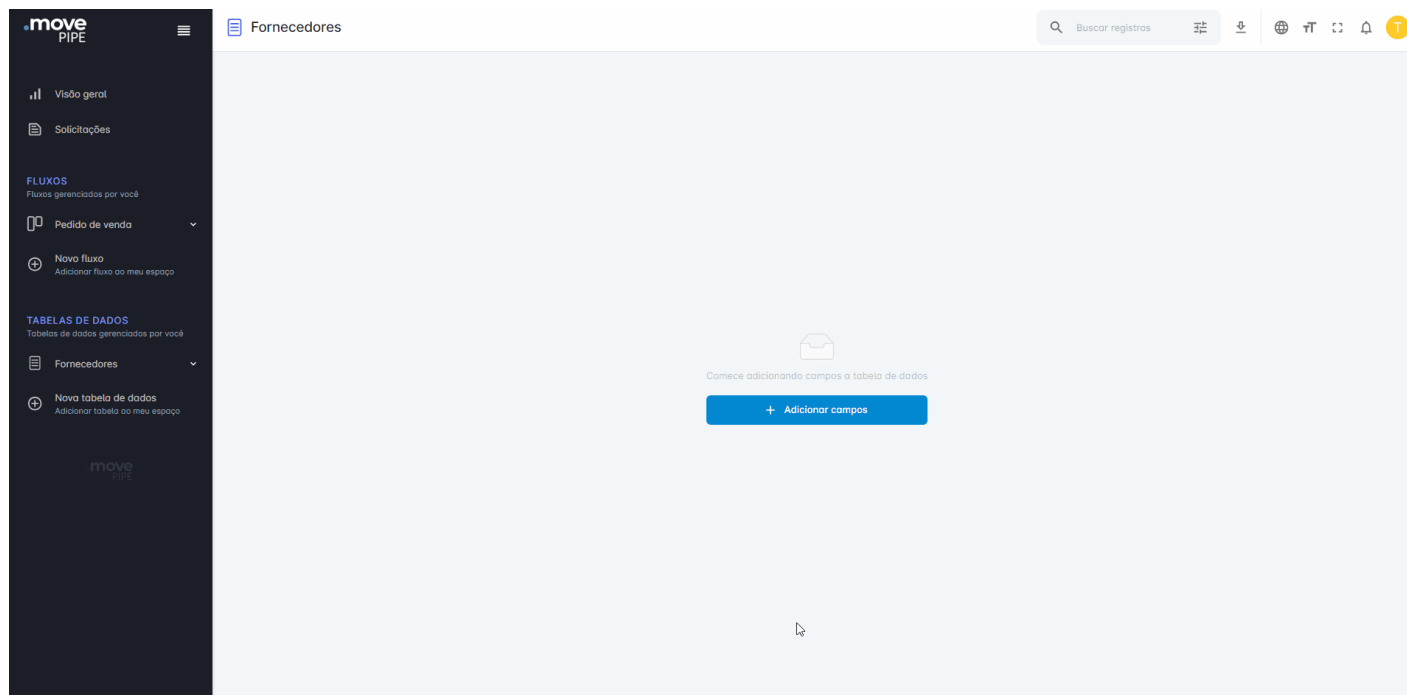 move
PIPE
Fornecedores
Buscar registros
T
Visão geral
Solicitações
FLUXOS
Fluxos gerenciados por você
Pedido de venda
Novo fluxo
Adicionar fluxo ao meu espaço
TABELAS DE DADOS
Tabelas de dados gerenciados por você
Fornecedores
Nova tabela de dados
Adicionar tabela ao meu espaço
move
PIPE
Comece adicionando campos a tabela de dados
+ Adicionar campos